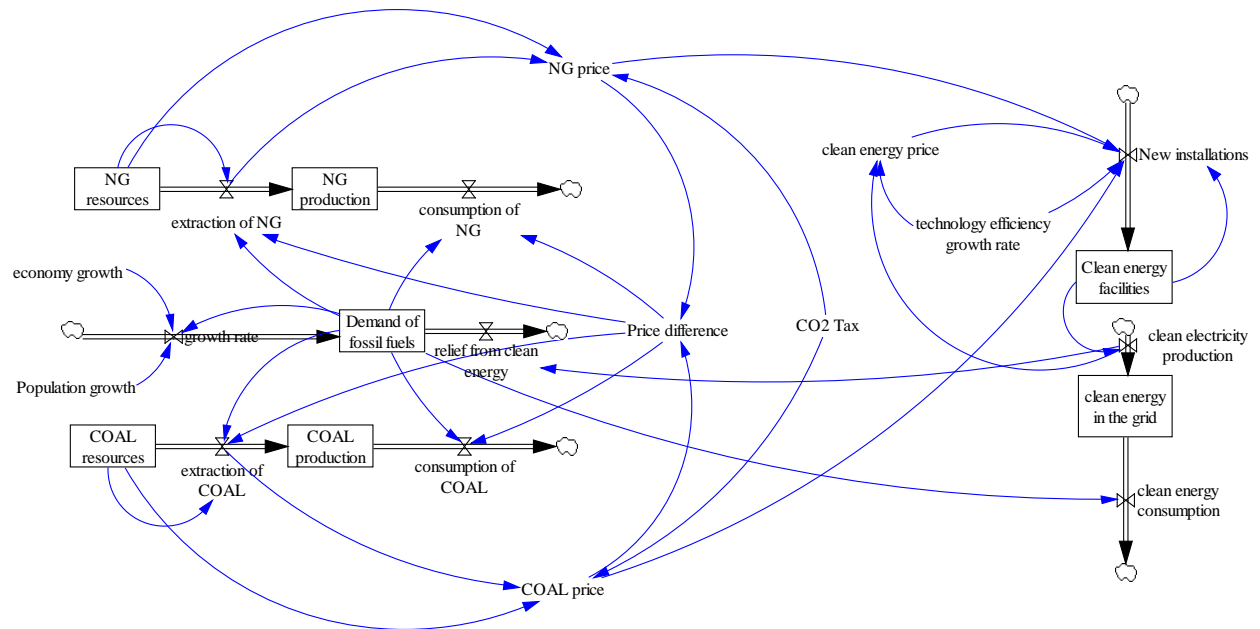 NG price
clean energy price
New installations
NG
resources
NG
production
extraction of NG
consumption of
NG
technology efficiency
growth rate
economy growth
Clean energy
facilities
growth rate
Demand of
fossil fuels
relief from clean
energy
Price difference
CO2 Tax
clean electricity
production
Population growth
clean energy
in the grid
COAL
resources
COAL
production
extraction of
COAL
consumption of
COAL
clean energy
consumption
COAL price